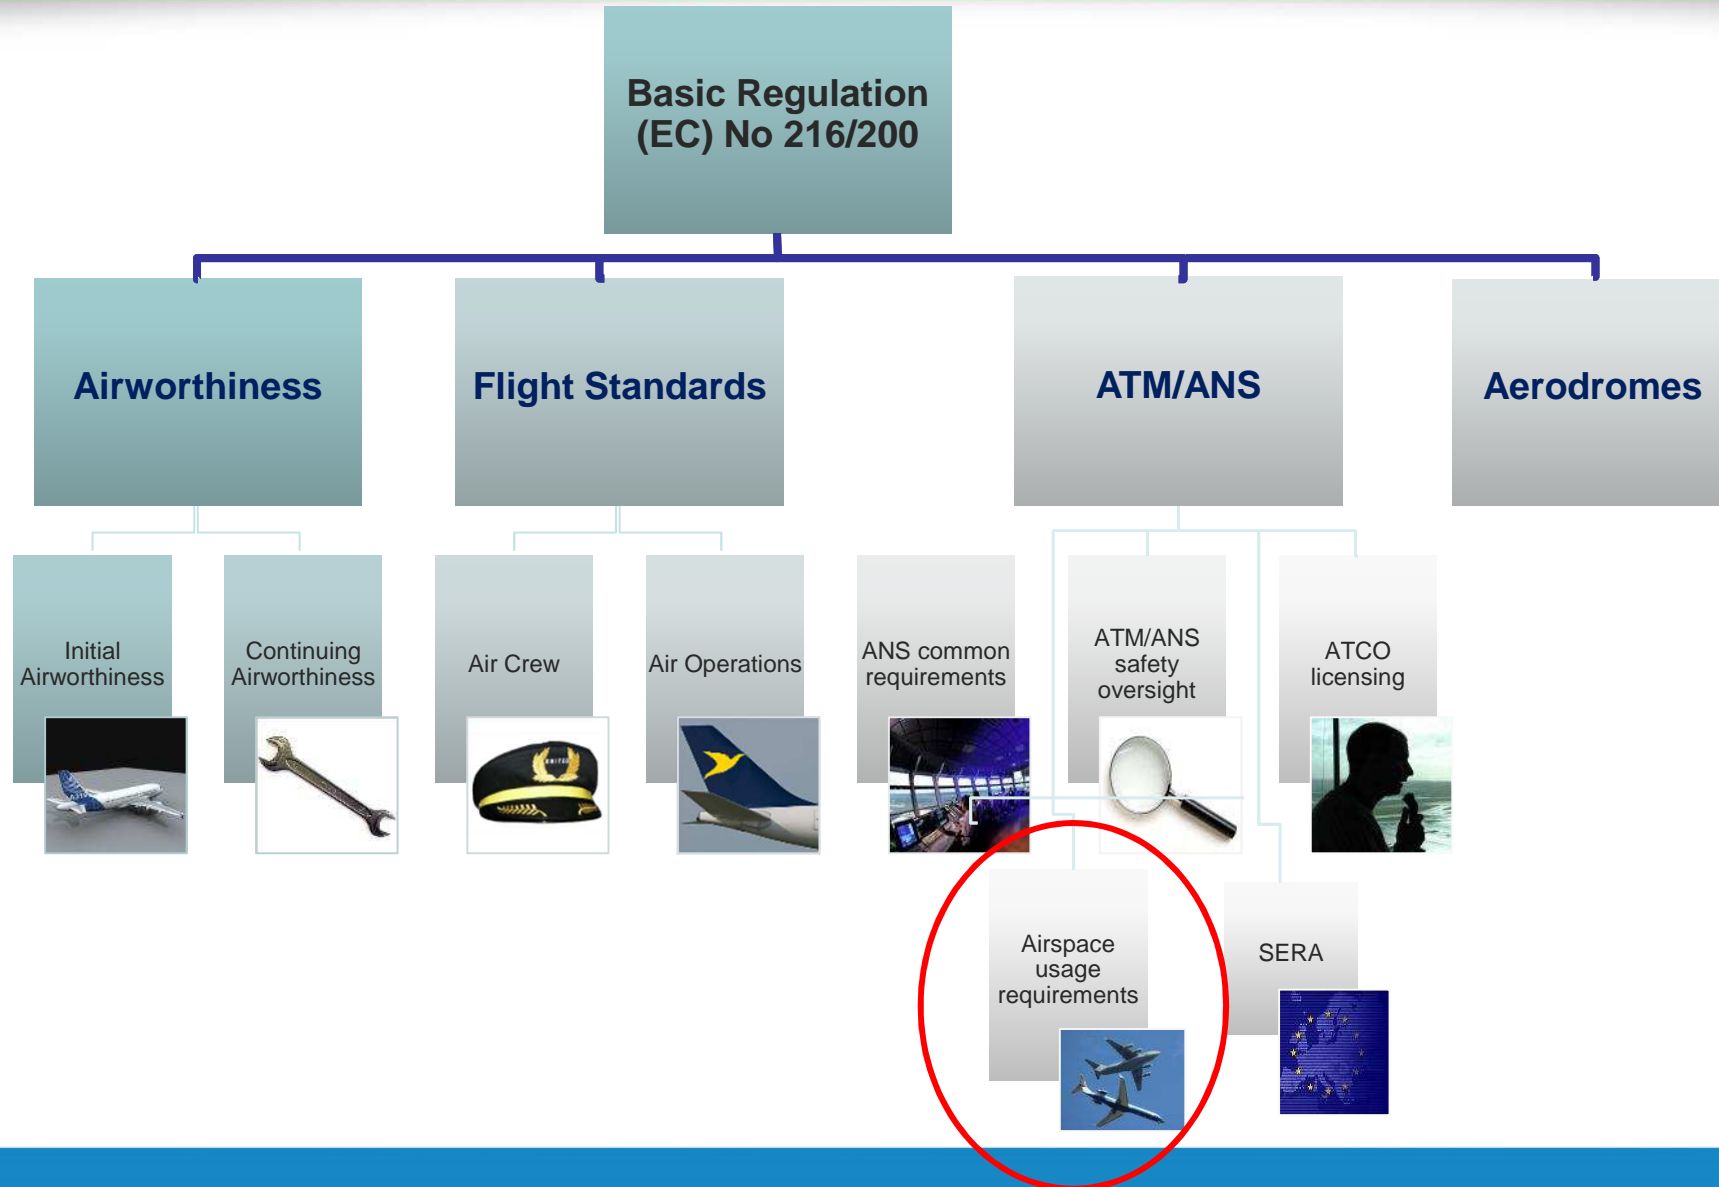 Basic Regulation
(EC) No 216/200
Airworthiness
Flight Standards
ATM/ANS
Aerodromes
Initial
Airworthiness
Continuing
Airworthiness
Air Crew
Air Operations
ANS common
requirements
ATM/ANS
safety
oversight
ATCO
licensing
UNITED
Airspace
usage
requirements
SERA